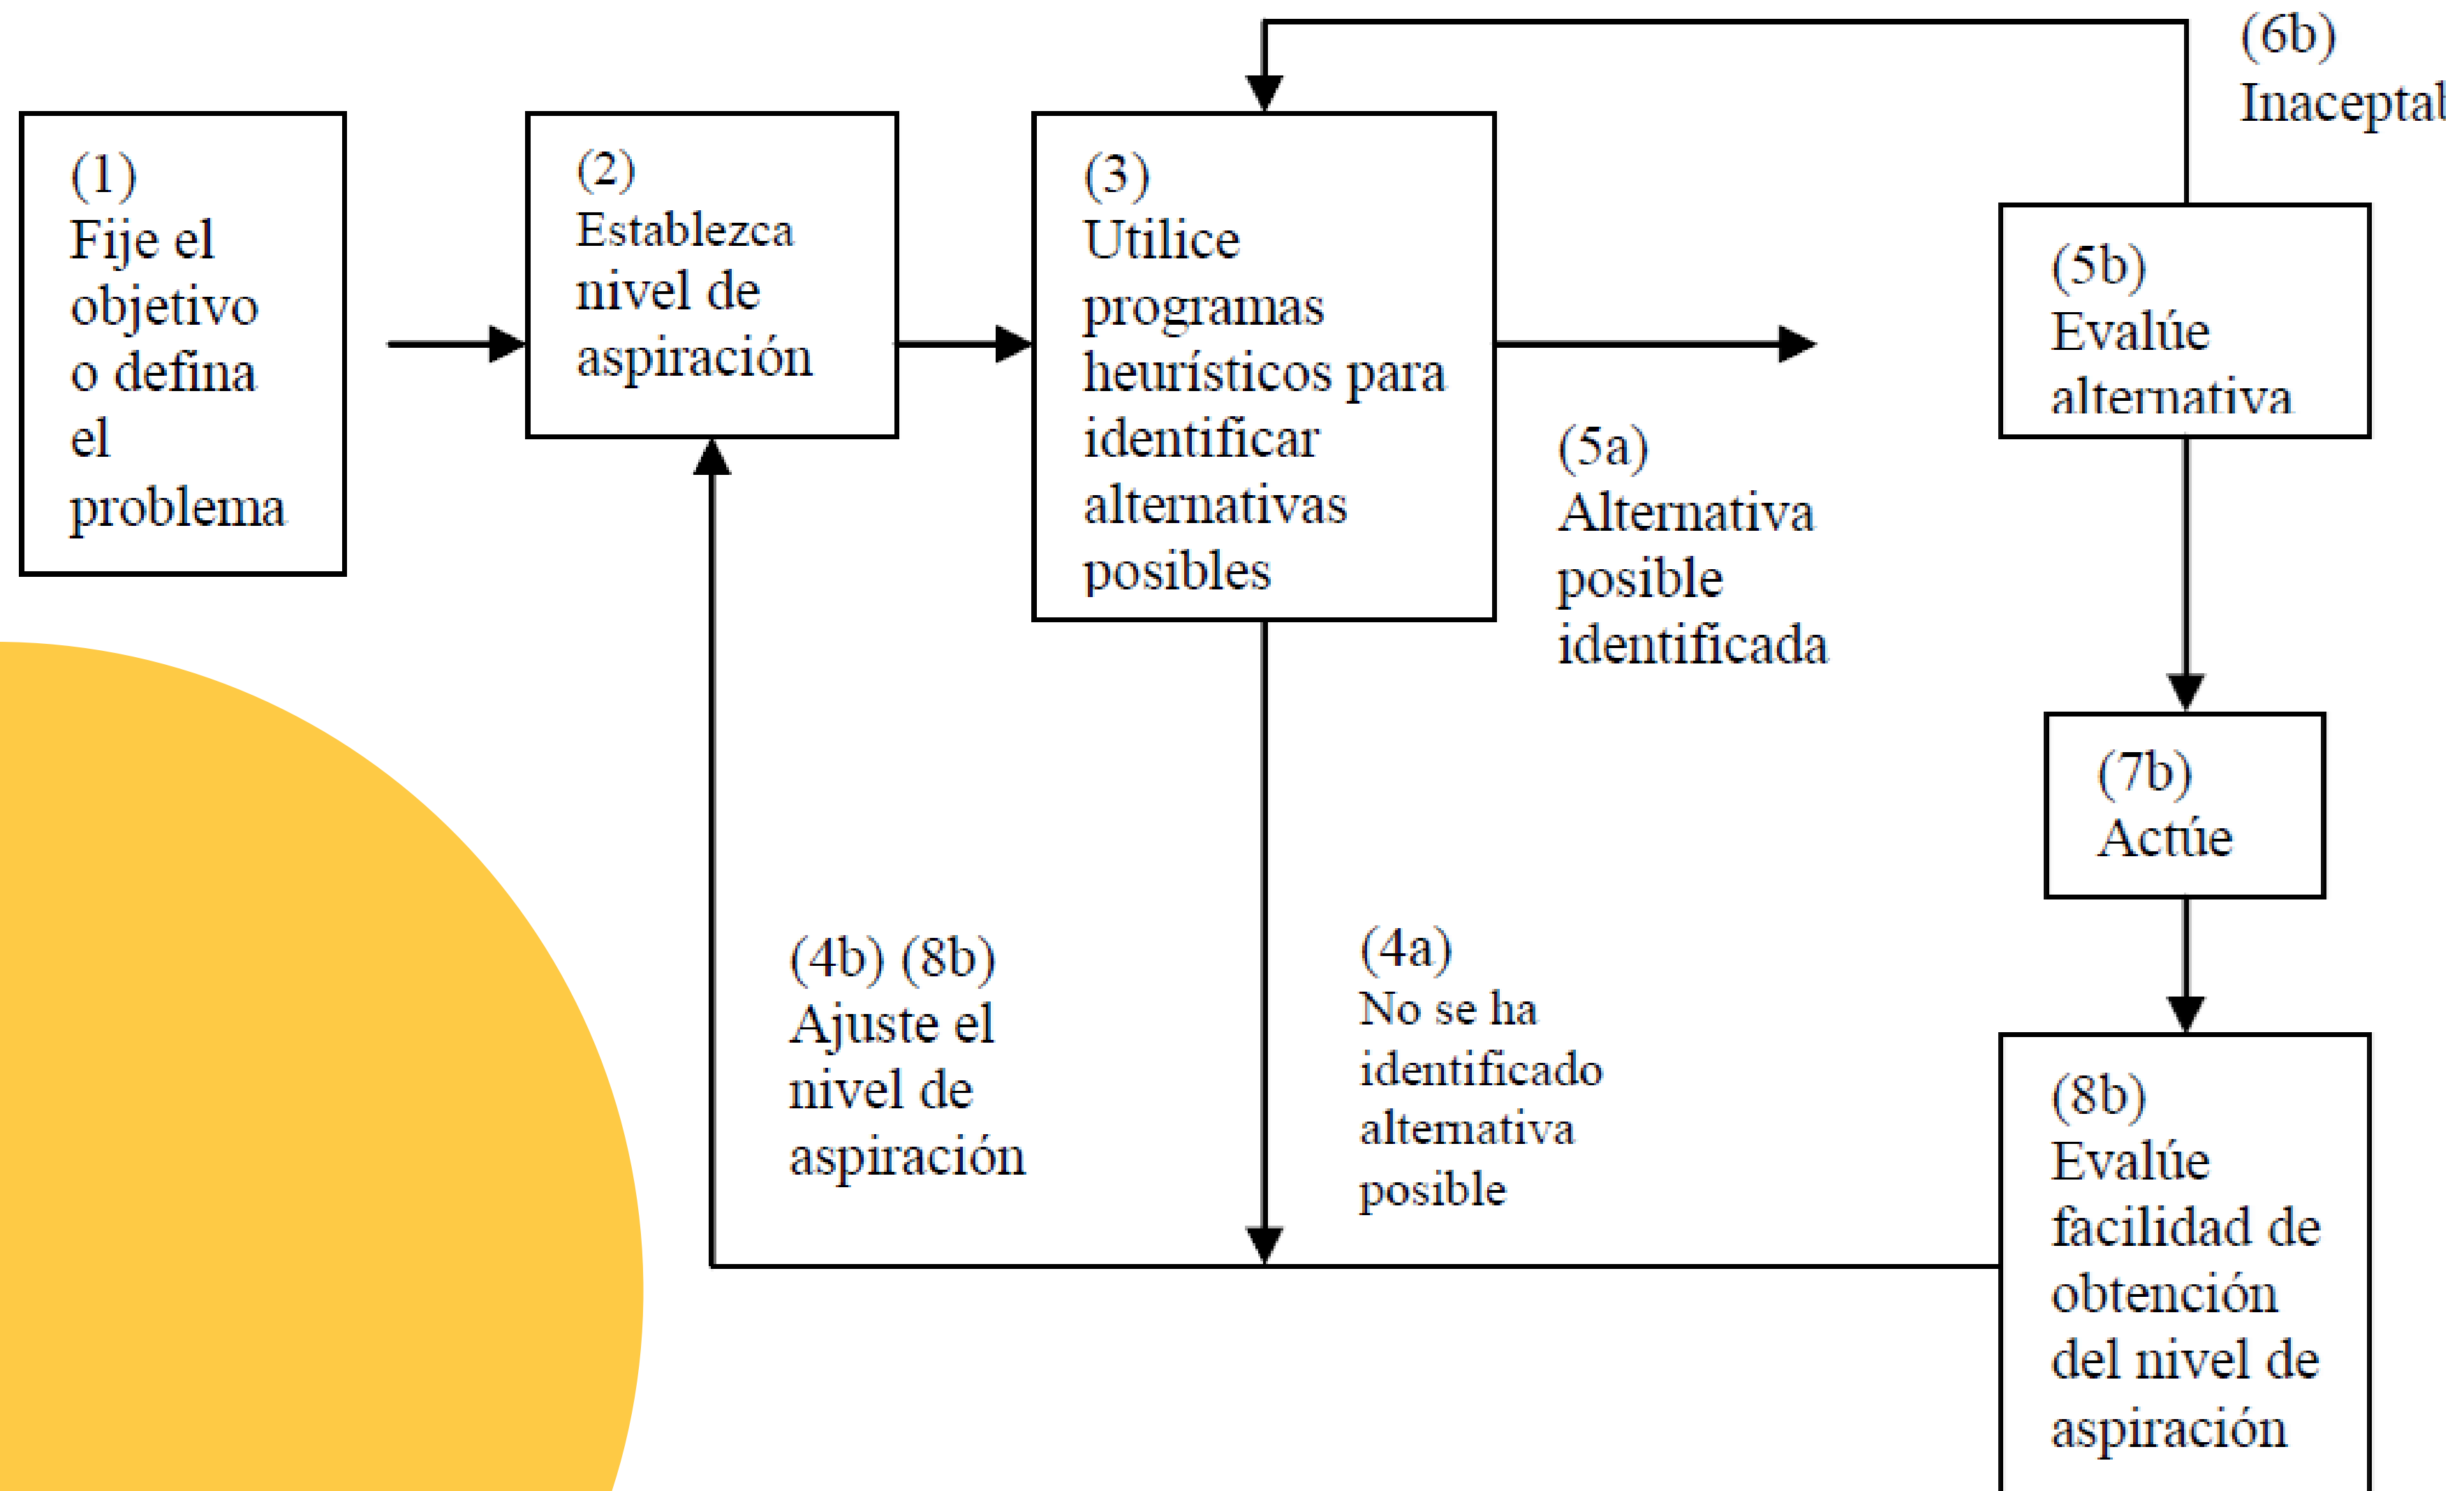 (1)
Fije el
objetivo
o defina
el
problema
(2)
Establezca
nivel de
aspiración
(3)
Utilice
programas
heurísticos para
identificar
alternativas
posibles
(5a)
Alternativa
posible
identificada
(6b)
Inaceptab
(5b)
Evalúe
alternativa
(7b)
Actúe
(4b) (8b)
Ajuste el
nivel de
aspiración
(4a)
No se ha
identificado
alternativa
posible
(8b)
Evalúe
facilidad de
obtención
del nivel de
aspiración